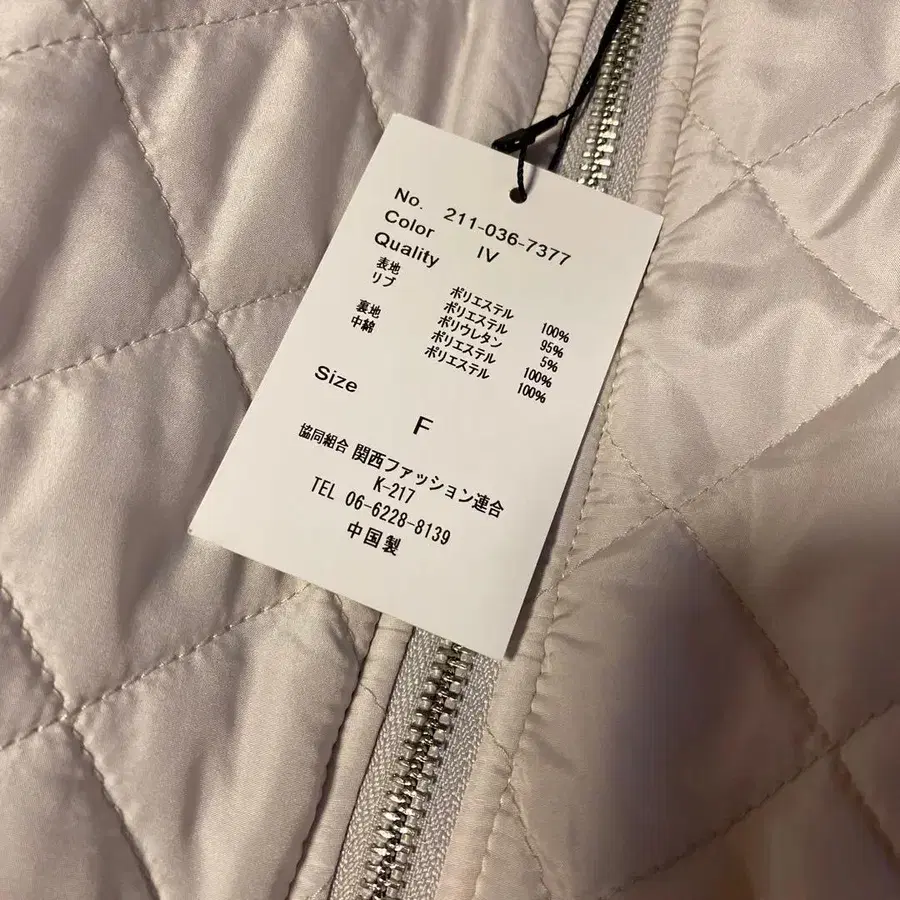 No. 211-036-7377
Color IV
Quality
表地 ポリエステル 100%
リブ ポリエステル 95%
ポリウレタン 5%
裏地 ポリエステル 100%
中綿 ポリエステル 100%
Size F
協同組合 関西ファッション連合
K-217
TEL 06-6228-8139
中国製